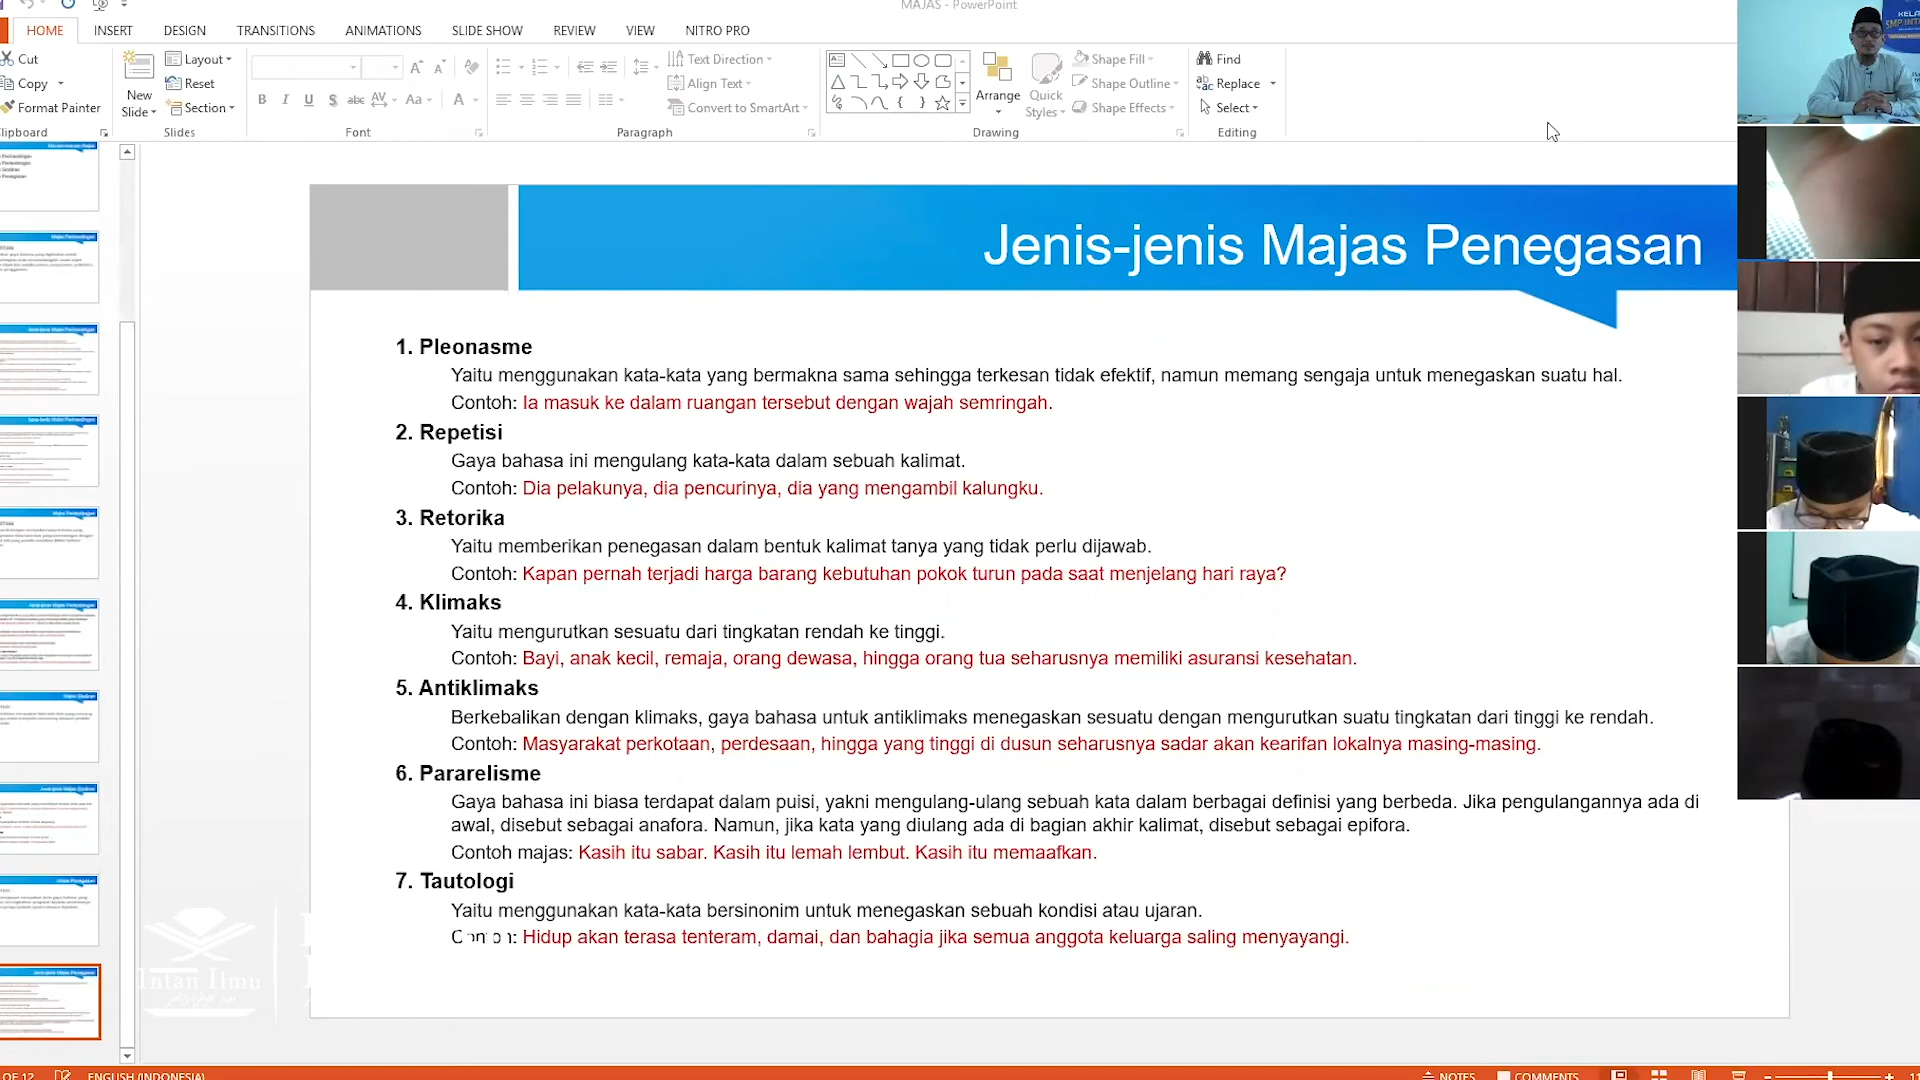 MAJAS - PowerPoint
HOME INSERT DESIGN TRANSITIONS ANIMATIONS SLIDE SHOW REVIEW VIEW NITRO PRO
Cut
Copy
Format Painter
Clipboard
New
Slide
Layout
Reset
Section
Slides
Font
Text Direction
Align Text
Convert to SmartArt
Paragraph
Arrange
Quick
Styles
Shape Fill
Shape Outline
Shape Effects
Drawing
Find
Replace
Select
Editing
Jenis-jenis Majas Penegasan
1. Pleonasme
Yaitu menggunakan kata-kata yang bermakna sama sehingga terkesan tidak efektif, namun memang sengaja untuk menegaskan suatu hal.
Contoh: Ia masuk ke dalam ruangan tersebut dengan wajah semringah.
2. Repetisi
Gaya bahasa ini mengulang kata-kata dalam sebuah kalimat.
Contoh: Dia pelakunya, dia pencurinya, dia yang mengambil kalungku.
3. Retorika
Yaitu memberikan penegasan dalam bentuk kalimat tanya yang tidak perlu dijawab.
Contoh: Kapan pernah terjadi harga barang kebutuhan pokok turun pada saat menjelang hari raya?
4. Klimaks
Yaitu mengurutkan sesuatu dari tingkatan rendah ke tinggi.
Contoh: Bayi, anak kecil, remaja, orang dewasa, hingga orang tua seharusnya memiliki asuransi kesehatan.
5. Antiklimaks
Berkebalikan dengan klimaks, gaya bahasa untuk antiklimaks menegaskan sesuatu dengan mengurutkan suatu tingkatan dari tinggi ke rendah.
Contoh: Masyarakat perkotaan, perdesaan, hingga yang tinggi di dusun seharusnya sadar akan kearifan lokalnya masing-masing.
6. Pararelisme
Gaya bahasa ini biasa terdapat dalam puisi, yakni mengulang-ulang sebuah kata dalam berbagai definisi yang berbeda. Jika pengulangannya ada di
awal, disebut sebagai anafora. Namun, jika kata yang diulang ada di bagian akhir kalimat, disebut sebagai epifora.
Contoh majas: Kasih itu sabar. Kasih itu lemah lembut. Kasih itu memaafkan.
7. Tautologi
Yaitu menggunakan kata-kata bersinonim untuk menegaskan sebuah kondisi atau ujaran.
Contoh: Hidup akan terasa tenteram, damai, dan bahagia jika semua anggota keluarga saling menyayangi.
Intan Ilmu
OF 12 ENGLISH (INDONESIA) NOTES COMMENTS